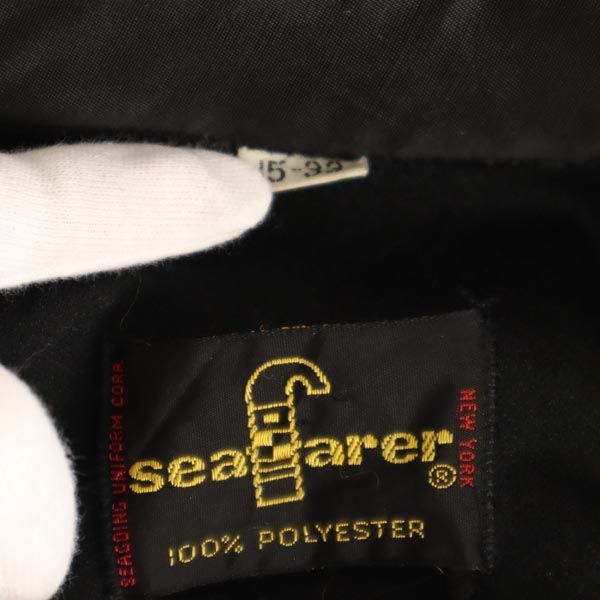 15-33
SEAGOING UNIFORM CORP.
seafarer®
NEW YORK
100% POLYESTER